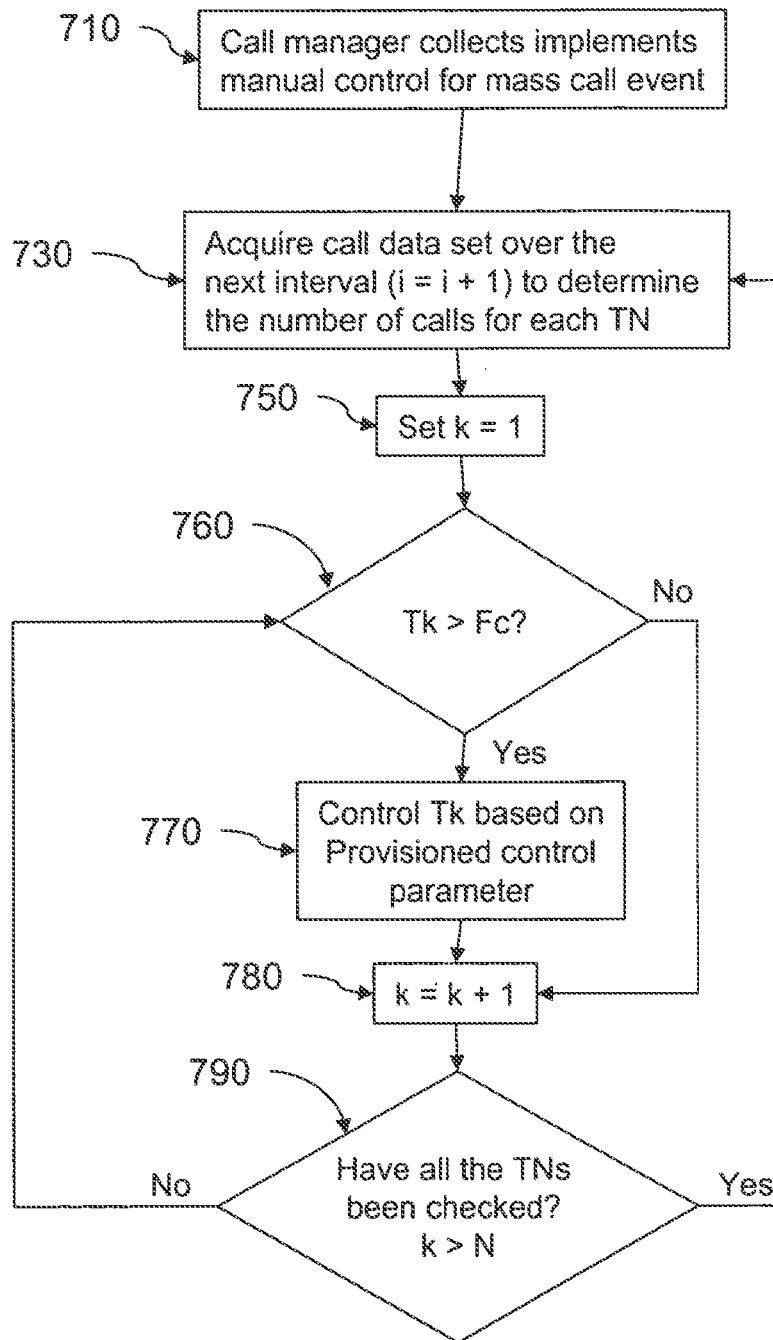 710
Call manager collects implements
manual control for mass call event
730
Acquire call data set over the
next interval (i = i + 1) to determine
the number of calls for each TN
750
Set k = 1
760
Tk > Fc?
No
Yes
770
Control Tk based on
Provisioned control
parameter
780
k = k + 1
790
Have all the TNs
been checked?
k > N
No
Yes